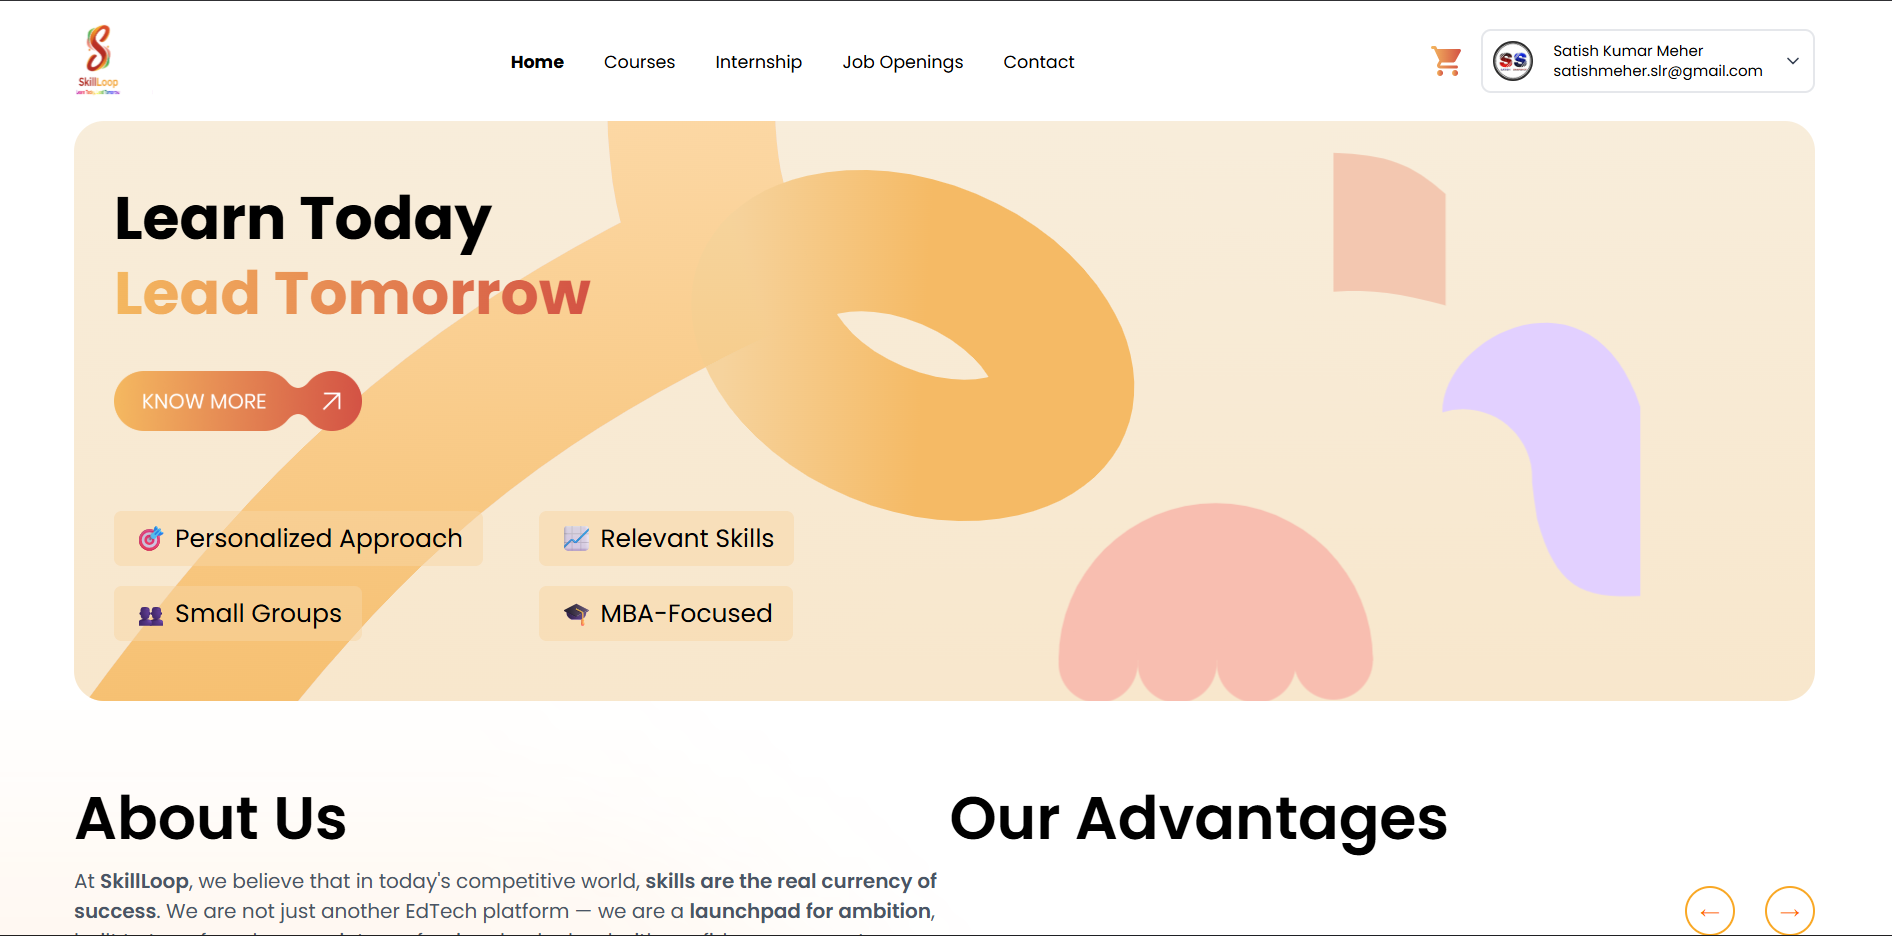 SkillLoop
Home
Courses
Internship
Job Openings
Contact
SS
Satish Kumar Meher
satishmeher.slr@gmail.com
Learn Today
Lead Tomorrow
KNOW MORE
🎯 Personalized Approach
📈 Relevant Skills
👥 Small Groups
🎓 MBA-Focused
About Us
At SkillLoop, we believe that in today's competitive world, skills are the real currency of
success. We are not just another EdTech platform — we are a launchpad for ambition,
Our Advantages
← →